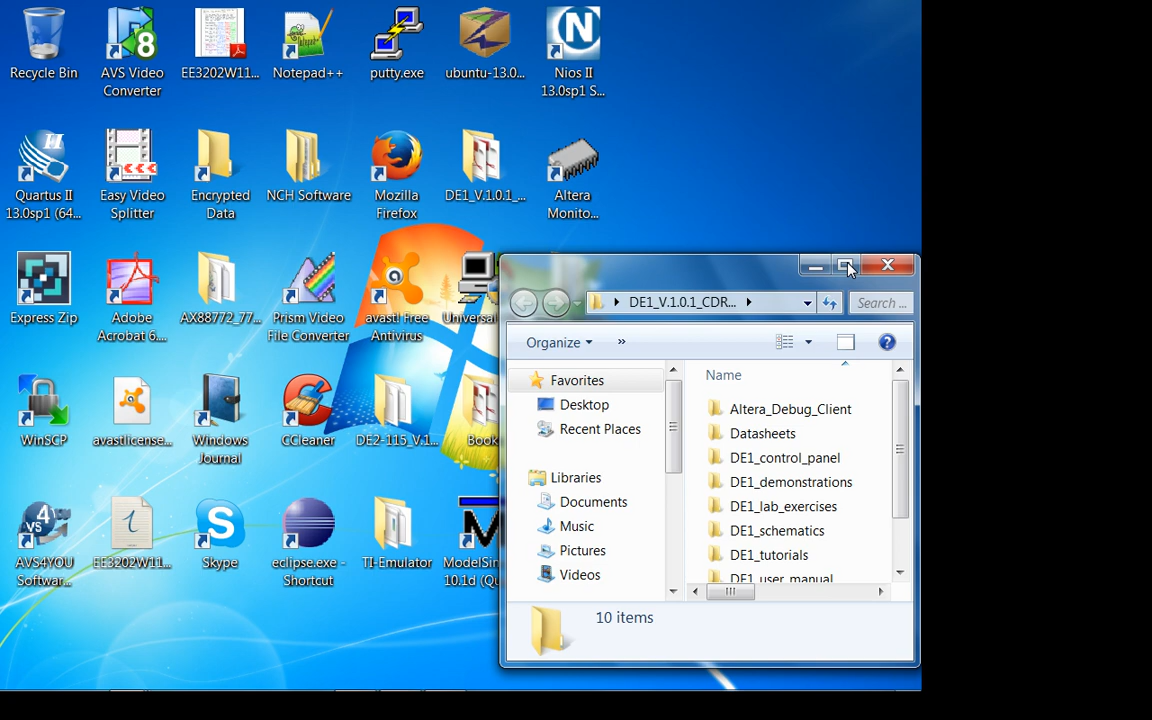 Recycle Bin
AVS Video
Converter
EE3202W11...
Notepad++
putty.exe
ubuntu-13.0...
Nios II
13.0sp1 S...
Quartus II
13.0sp1 (64...
Easy Video
Splitter
Encrypted
Data
NCH Software
Mozilla
Firefox
DE1_V.1.0.1_...
Altera
Monito...
Express Zip
Adobe
Acrobat 6....
AX88772_77...
Prism Video
File Converter
avast! Free
Antivirus
Universal
WinSCP
avastlicense...
Windows
Journal
CCleaner
DE2-115_V.1...
Book
AVS4YOU
Softwar...
EE3202W11...
Skype
eclipse.exe -
Shortcut
TI-Emulator
ModelSim
10.1d (Qu
DE1_V.1.0.1_CDR...
Search ...
Organize
»
Favorites
Desktop
Recent Places
Libraries
Documents
Music
Pictures
Videos
Name
Altera_Debug_Client
Datasheets
DE1_control_panel
DE1_demonstrations
DE1_lab_exercises
DE1_schematics
DE1_tutorials
DE1_user_manual
10 items